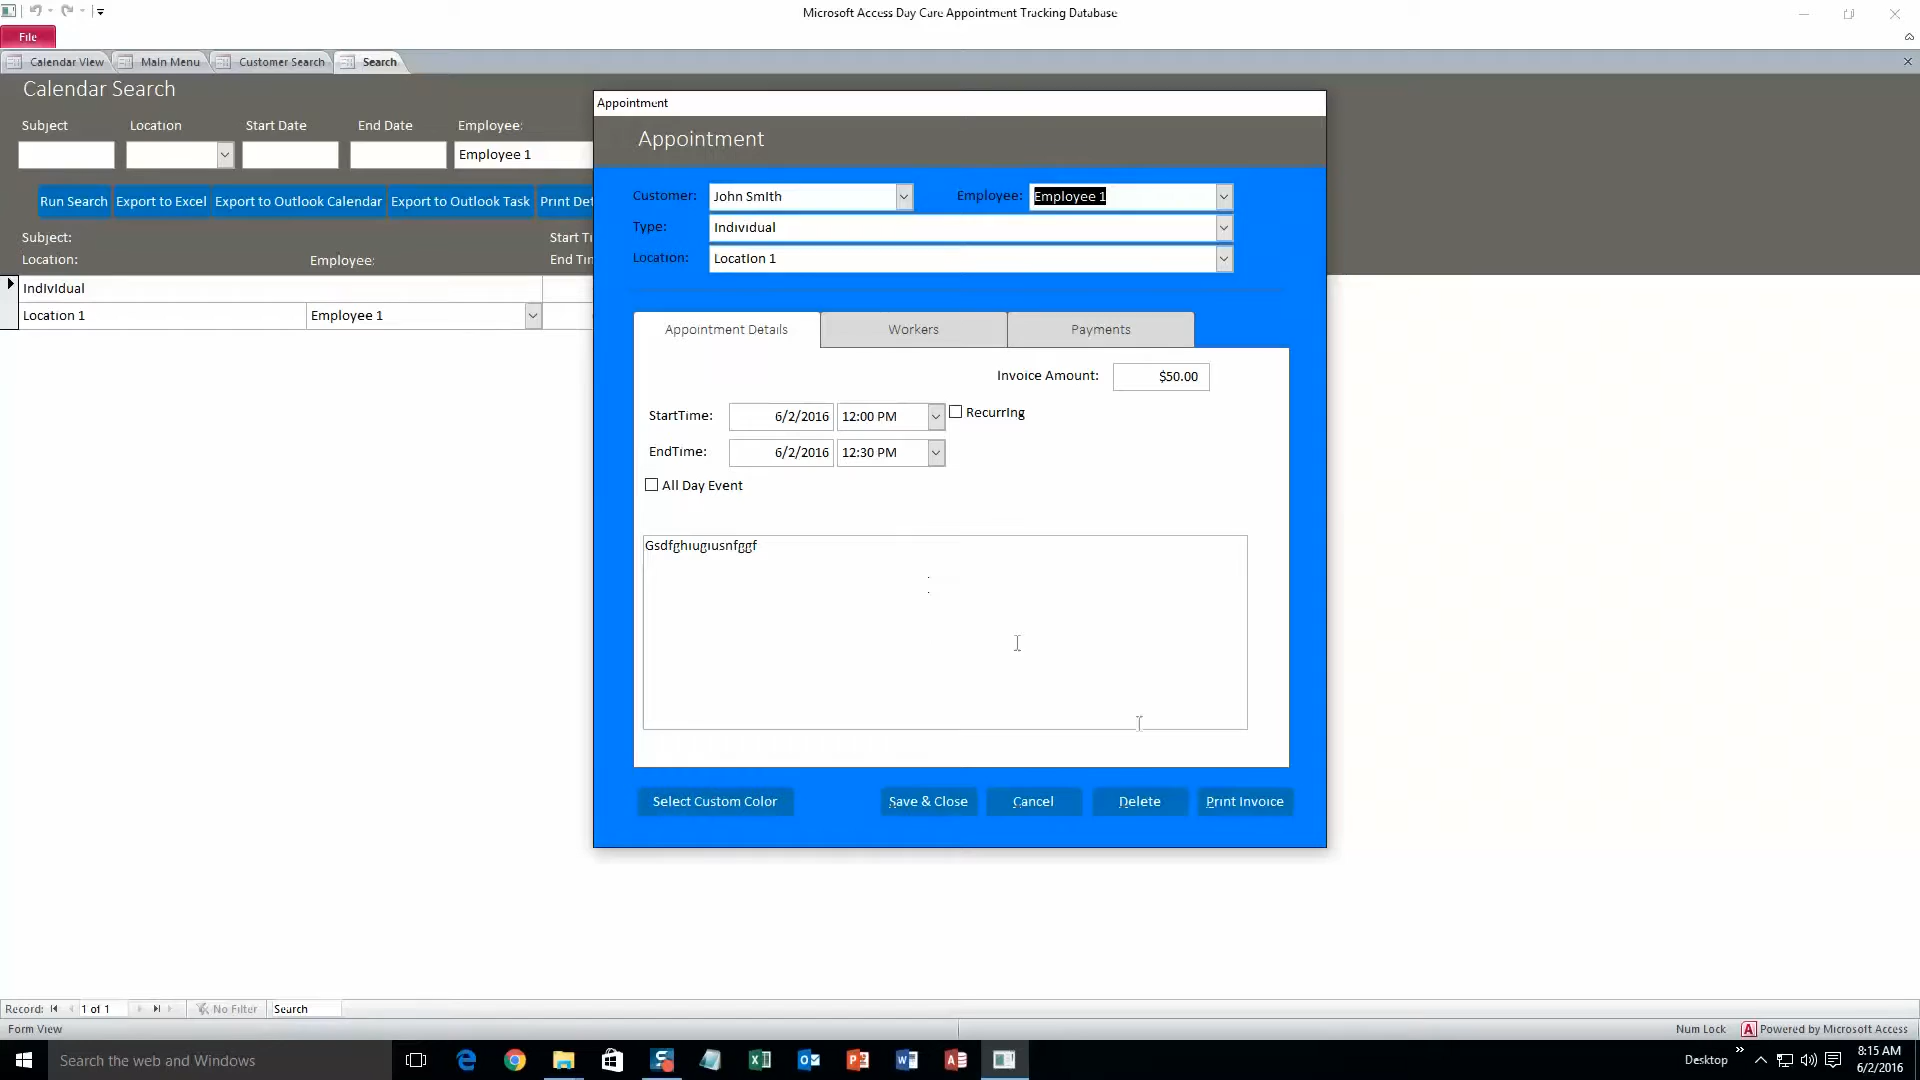 Microsoft Access Day Care Appointment Tracking Database
File
Calendar View
Main Menu
Customer Search
Search
Calendar Search
Subject
Location
Start Date
End Date
Employee:
Employee 1
Run Search
Export to Excel
Export to Outlook Calendar
Export to Outlook Task
Print Det
Subject:
Start Ti
Location:
Employee:
End Tin
Individual
Location 1
Employee 1
Appointment
Appointment
Customer:
John Smith
Employee:
Employee 1
Type:
Individual
Location:
Location 1
Appointment Details
Workers
Payments
Invoice Amount:
$50.00
StartTime:
6/2/2016
12:00 PM
Recurring
EndTime:
6/2/2016
12:30 PM
All Day Event
Gsdfghiugiusnfggf
Select Custom Color
Save & Close
Cancel
Delete
Print Invoice
Record:
1 of 1
No Filter
Search
Form View
Num Lock
Powered by Microsoft Access
Search the web and Windows
Desktop
8:15 AM
6/2/2016